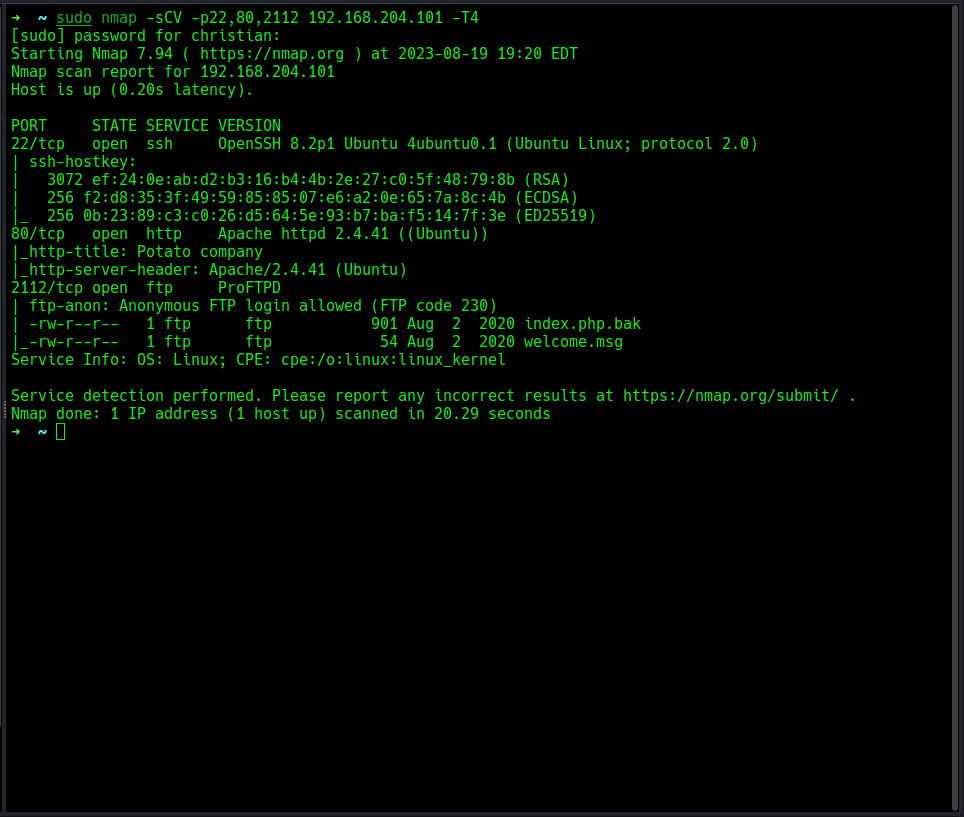 →  ~ sudo nmap -sCV -p22,80,2112 192.168.204.101 -T4
[sudo] password for christian:
Starting Nmap 7.94 ( https://nmap.org ) at 2023-08-19 19:20 EDT
Nmap scan report for 192.168.204.101
Host is up (0.20s latency).

PORT     STATE SERVICE VERSION
22/tcp   open  ssh     OpenSSH 8.2p1 Ubuntu 4ubuntu0.1 (Ubuntu Linux; protocol 2.0)
| ssh-hostkey:
|   3072 ef:24:0e:ab:d2:b3:16:b4:4b:2e:27:c0:5f:48:79:8b (RSA)
|   256 f2:d8:35:3f:49:59:85:85:07:e6:a2:0e:65:7a:8c:4b (ECDSA)
|_  256 0b:23:89:c3:c0:26:d5:64:5e:93:b7:ba:f5:14:7f:3e (ED25519)
80/tcp   open  http    Apache httpd 2.4.41 ((Ubuntu))
|_http-title: Potato company
|_http-server-header: Apache/2.4.41 (Ubuntu)
2112/tcp open  ftp     ProFTPD
| ftp-anon: Anonymous FTP login allowed (FTP code 230)
| -rw-r--r--   1 ftp      ftp           901 Aug  2  2020 index.php.bak
|_-rw-r--r--   1 ftp      ftp            54 Aug  2  2020 welcome.msg
Service Info: OS: Linux; CPE: cpe:/o:linux:linux_kernel

Service detection performed. Please report any incorrect results at https://nmap.org/submit/ .
Nmap done: 1 IP address (1 host up) scanned in 20.29 seconds
→  ~